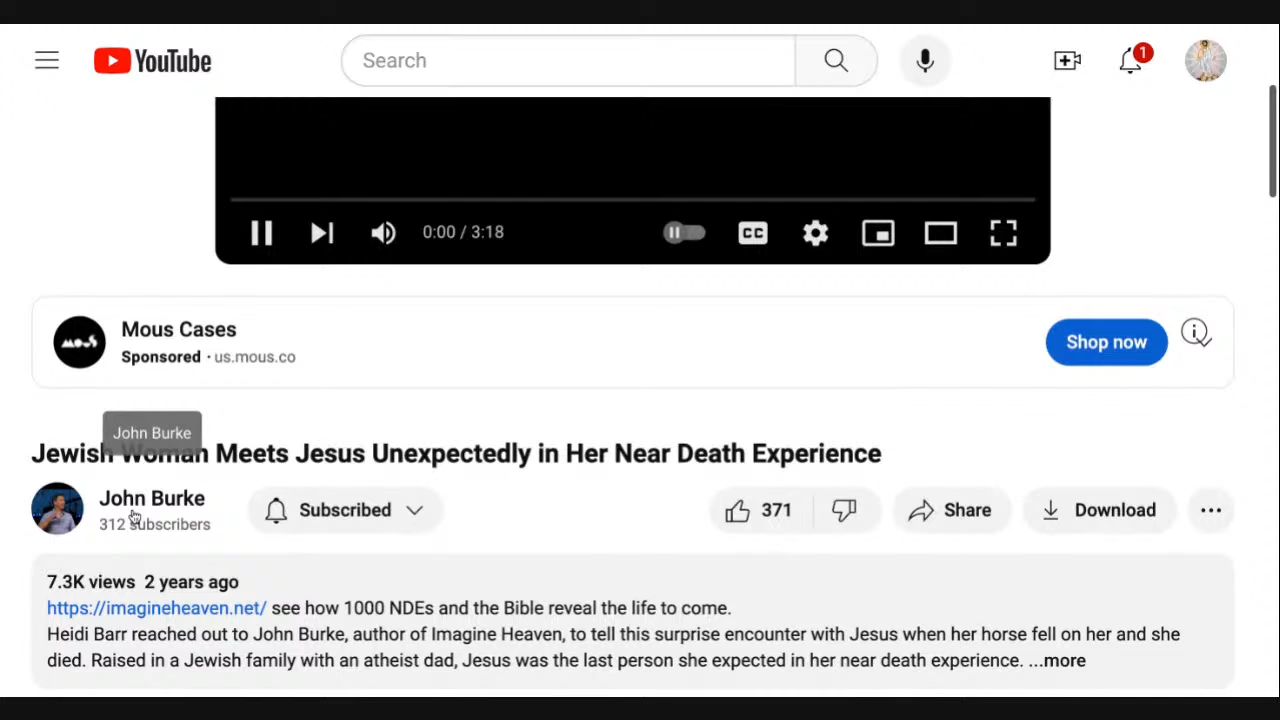 YouTube
Search
1
0:00 / 3:18
CC
Mous Cases
Sponsored · us.mous.co
Shop now
John Burke
Jewish Woman Meets Jesus Unexpectedly in Her Near Death Experience
John Burke
312 subscribers
Subscribed
371
Share
Download
7.3K views 2 years ago
https://imagineheaven.net/ see how 1000 NDEs and the Bible reveal the life to come.
Heidi Barr reached out to John Burke, author of Imagine Heaven, to tell this surprise encounter with Jesus when her horse fell on her and she
died. Raised in a Jewish family with an atheist dad, Jesus was the last person she expected in her near death experience. ...more